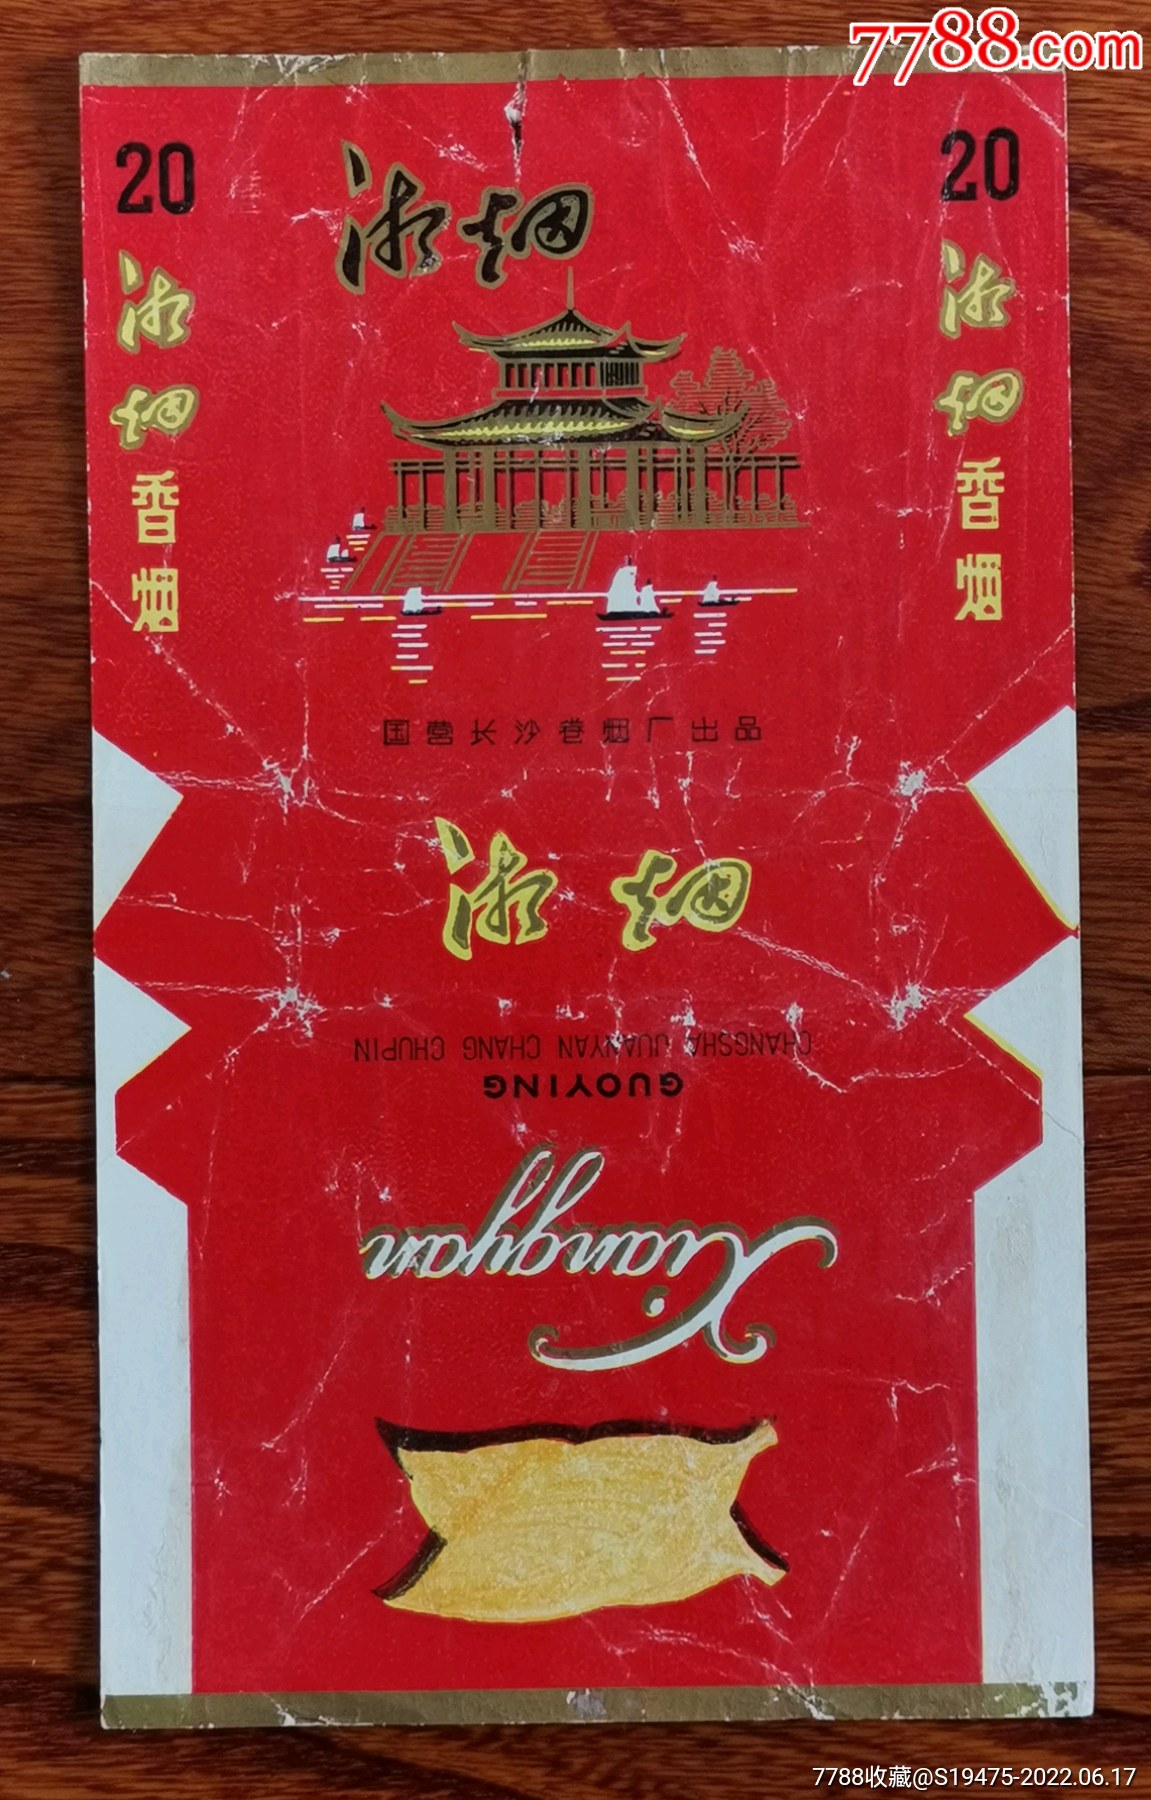 7788.com
20
湘烟
香烟
湘烟
20
湘烟
香烟
国营长沙卷烟厂出品
湘烟
CHANGSHA JUANYAN CHANG CHUPIN
GUOYING
Xiangyan
7788收藏@S19475-2022.06.17